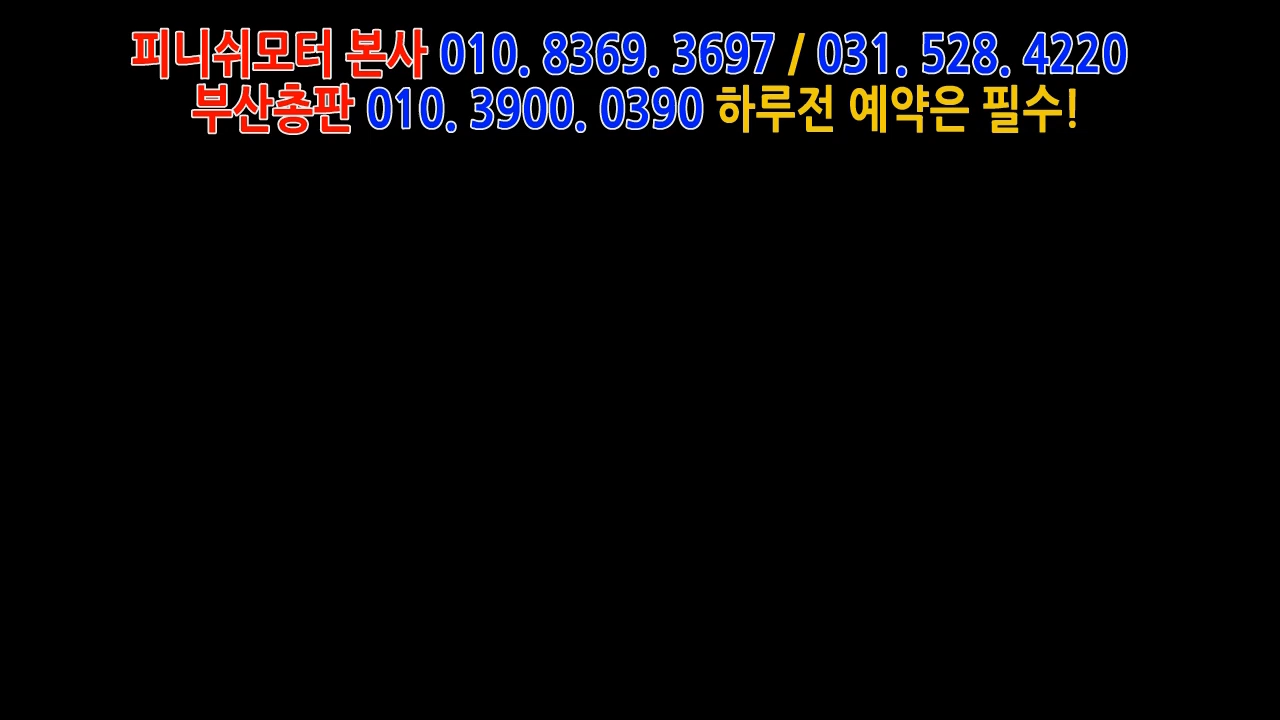 피니쉬모터 본사 010. 8369. 3697 / 031. 528. 4220
부산총판 010. 3900. 0390 하루전 예약은 필수!